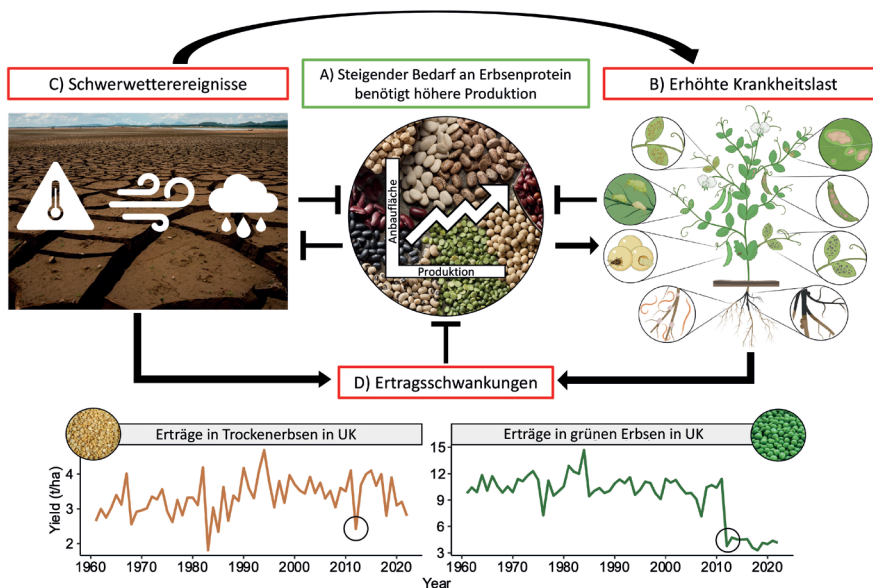 C) Schwerwetterereignisse
A) Steigender Bedarf an Erbsenprotein
benötigt höhere Produktion
B) Erhöhte Krankheitslast
Anbaufläche
Produktion
D) Ertragsschwankungen
Erträge in Trockenerbsen in UK
Erträge in grünen Erbsen in UK
Yield (t/ha)
4
3
2
15
12
9
6
3
1960 1970 1980 1990 2000 2010 2020
1960 1970 1980 1990 2000 2010 2020
Year